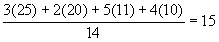 3(25) + 2(20) + 5(11) + 4(10)
14
= 15